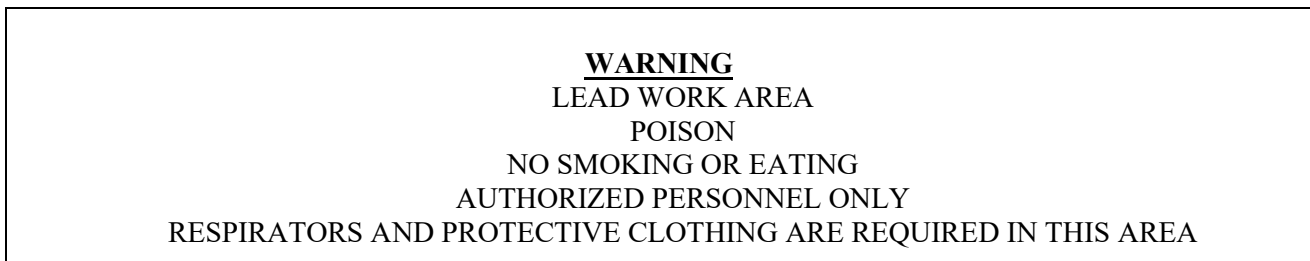 WARNING
LEAD WORK AREA
POISON
NO SMOKING OR EATING
AUTHORIZED PERSONNEL ONLY
RESPIRATORS AND PROTECTIVE CLOTHING ARE REQUIRED IN THIS AREA